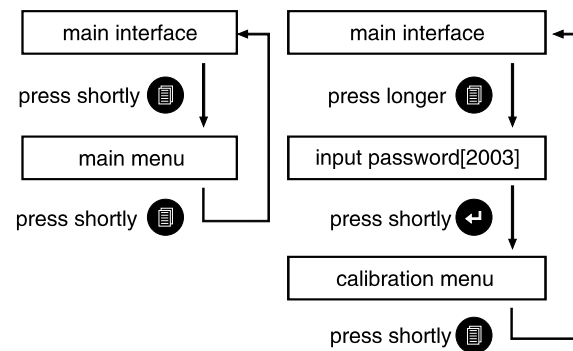 main interface
press shortly
main menu
press shortly
main interface
press longer
input password[2003]
press shortly
calibration menu
press shortly